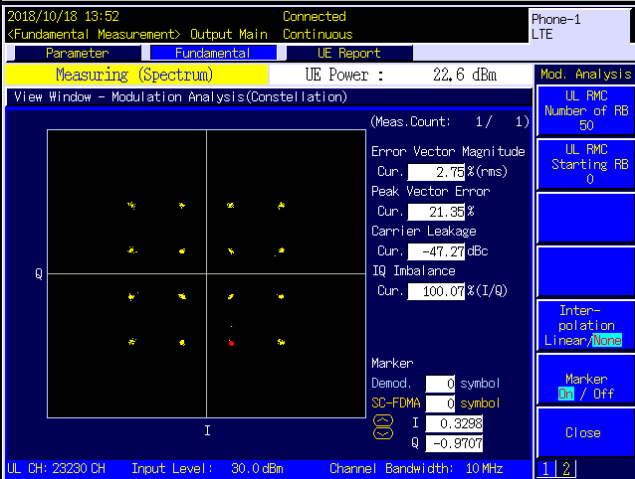 2018/10/18 13:52 Connected Phone-1
<Fundamental Measurement> Output Main Continuous LTE
Parameter Fundamental UE Report
Measuring (Spectrum) UE Power : 22.6 dBm Mod. Analysis
View Window - Modulation Analysis(Constellation)
UL RMC
Number of RB
50
(Meas.Count: 1/ 1)
Error Vector Magnitude
Cur. 2.75 %(rms)
UL RMC
Starting RB
0
Peak Vector Error
Cur. 21.35 %
Carrier Leakage
Cur. -47.27 dBc
IQ Imbalance
Cur. 100.07 %(I/Q)
Q
I
Inter-
polation
Linear/None
Marker
Demod. 0 symbol
SC-FDMA 0 symbol
I 0.3298
Q -0.9707
Marker
On / Off
Close
UL CH: 23230 CH Input Level: 30.0 dBm Channel Bandwidth: 10 MHz 1 2